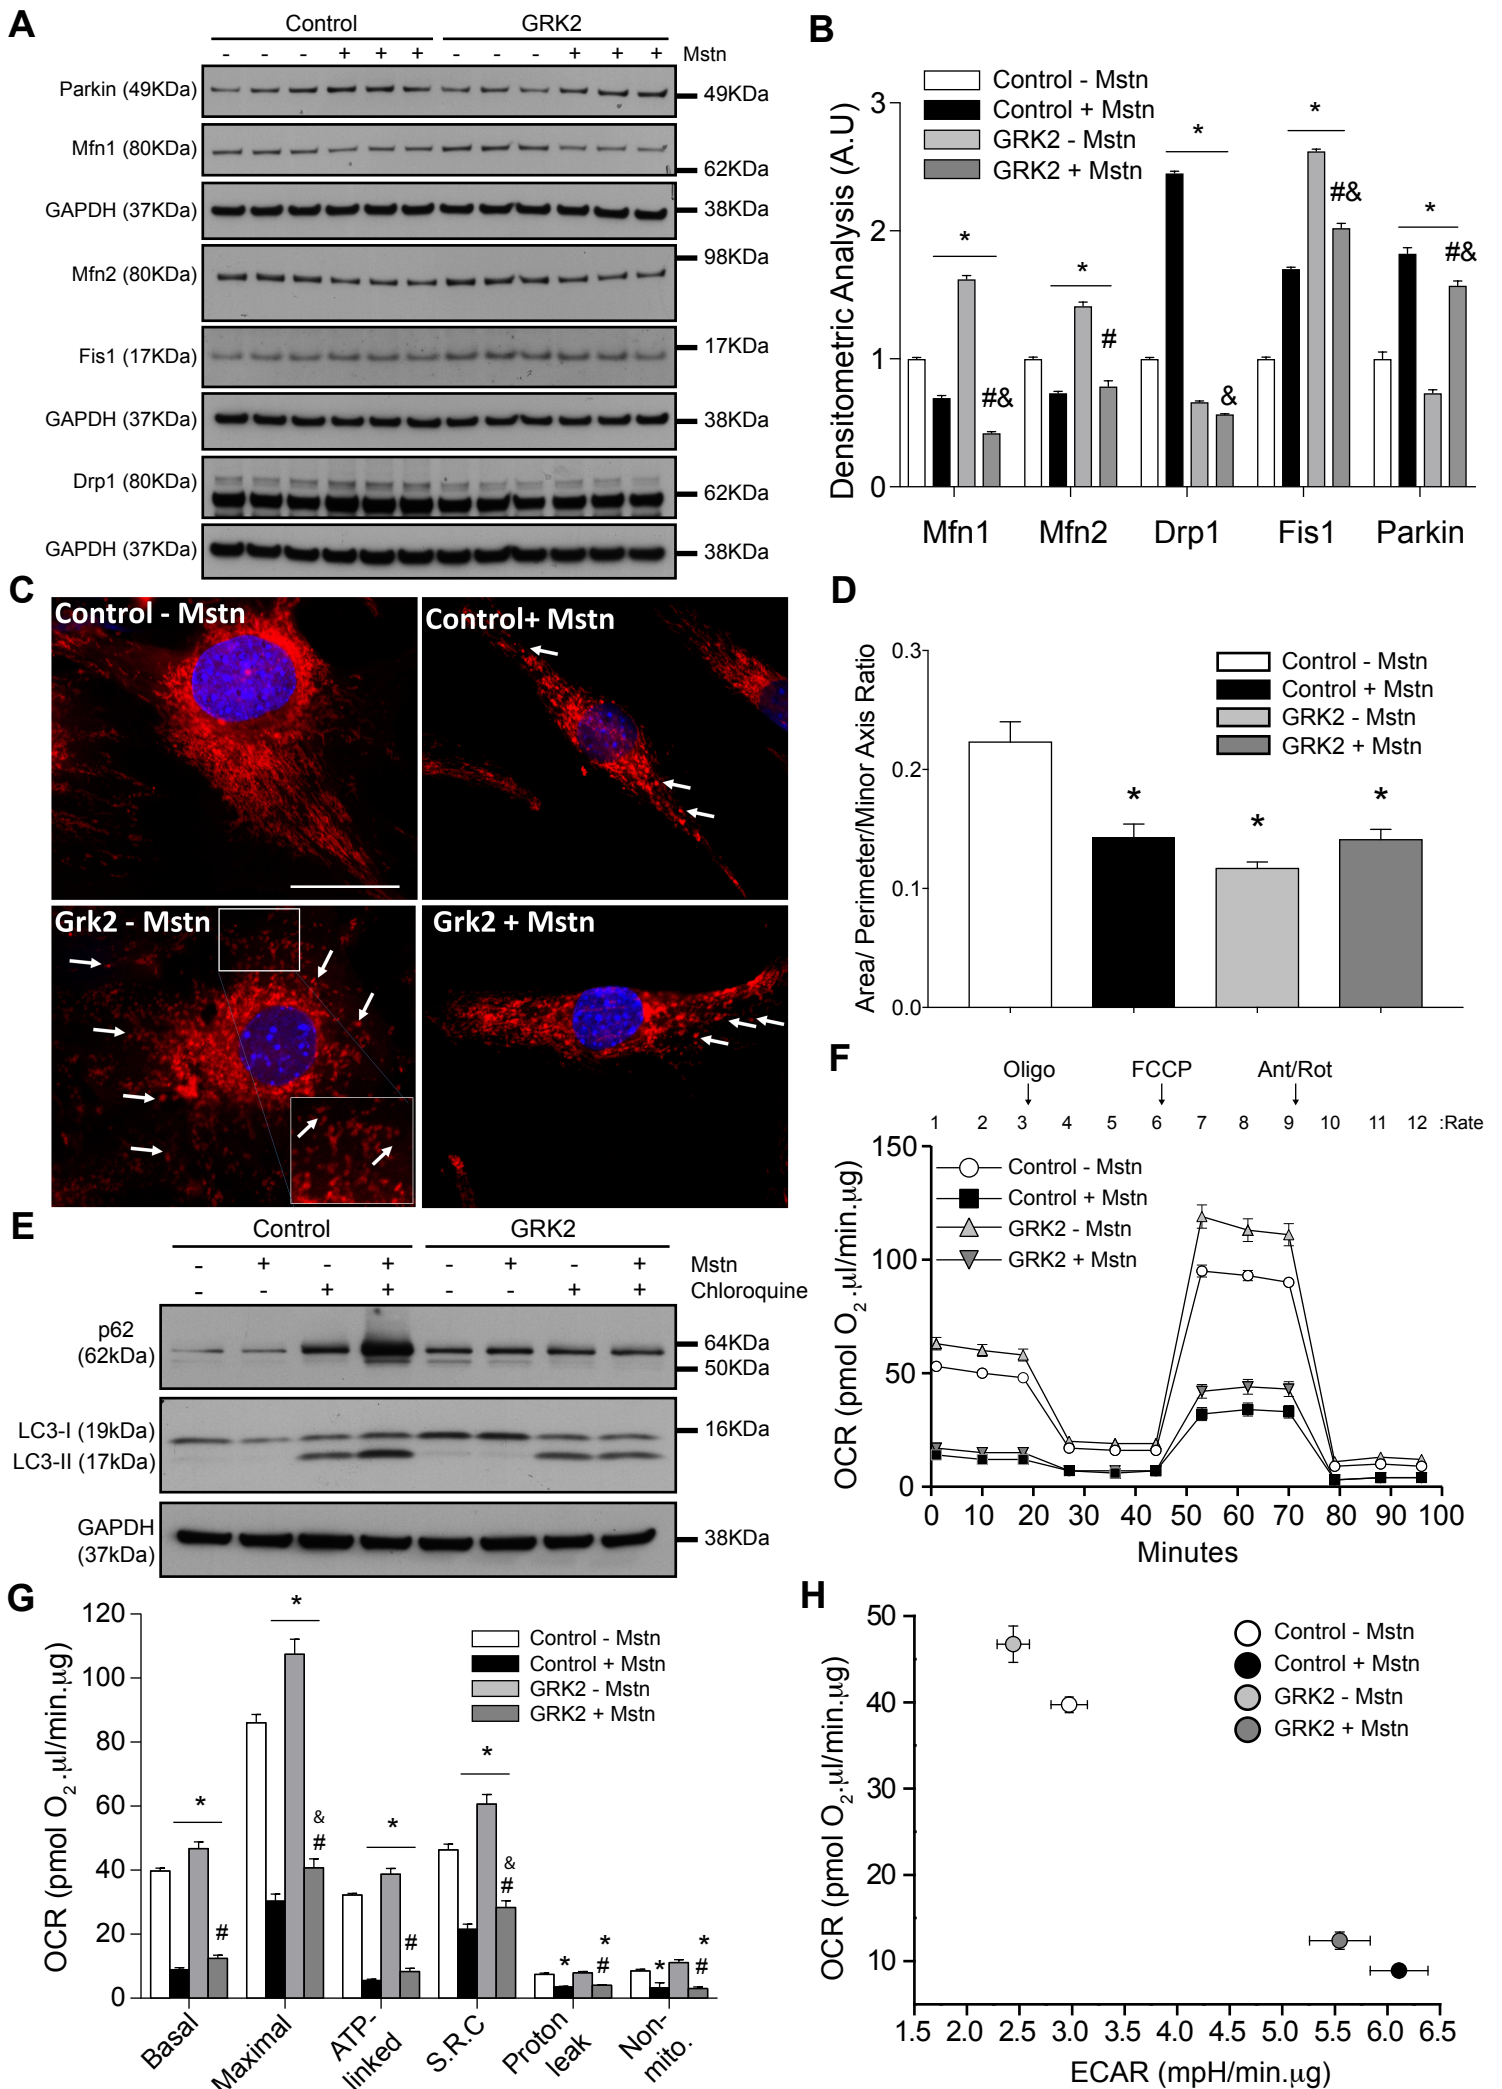 A
Control GRK2
- - - + + + - - - + + + Mstn
Parkin (49KDa) 49KDa
Mfn1 (80KDa) 62KDa
GAPDH (37KDa) 38KDa
Mfn2 (80KDa) 98KDa
Fis1 (17KDa) 17KDa
GAPDH (37KDa) 38KDa
Drp1 (80KDa) 62KDa
GAPDH (37KDa) 38KDa
B
Control - Mstn
Control + Mstn
GRK2 - Mstn
GRK2 + Mstn
Densitometric Analysis (A.U)
3
2
1
0
* * * * *
#& # & #& #&
Mfn1 Mfn2 Drp1 Fis1 Parkin
C
Control - Mstn
Control+ Mstn
Grk2 - Mstn
Grk2 + Mstn
D
Area/ Perimeter/Minor Axis Ratio
0.3
0.2
0.1
0.0
Control - Mstn
Control + Mstn
GRK2 - Mstn
GRK2 + Mstn
* * *
E
Control GRK2
- + - + - + - + Mstn
- - + + - - + + Chloroquine
p62
(62kDa)
64KDa
50KDa
LC3-I (19kDa) 16KDa
LC3-II (17kDa)
GAPDH
(37kDa)
38KDa
F
Oligo FCCP Ant/Rot
1 2 3 4 5 6 7 8 9 10 11 12 :Rate
OCR (pmol O2.µl/min.µg)
150
100
50
0
Control - Mstn
Control + Mstn
GRK2 - Mstn
GRK2 + Mstn
0 10 20 30 40 50 60 70 80 90 100
Minutes
G
OCR (pmol O2.µl/min.µg)
120
100
80
60
40
20
0
Control - Mstn
Control + Mstn
GRK2 - Mstn
GRK2 + Mstn
* # * & # * # * & # * * # * * #
Basal
Maximal
ATP-
linked
S.R.C
Proton
leak
Non-
mito.
H
OCR (pmol O2.µl/min.µg)
50
40
30
20
10
Control - Mstn
Control + Mstn
GRK2 - Mstn
GRK2 + Mstn
1.5 2.0 2.5 3.0 3.5 4.0 4.5 5.0 5.5 6.0 6.5
ECAR (mpH/min.µg)